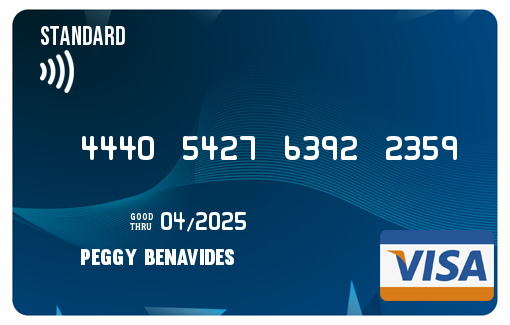 STANDARD
4440 5427 6392 2359
GOOD THRU 04/2025
PEGGY BENAVIDES
VISA